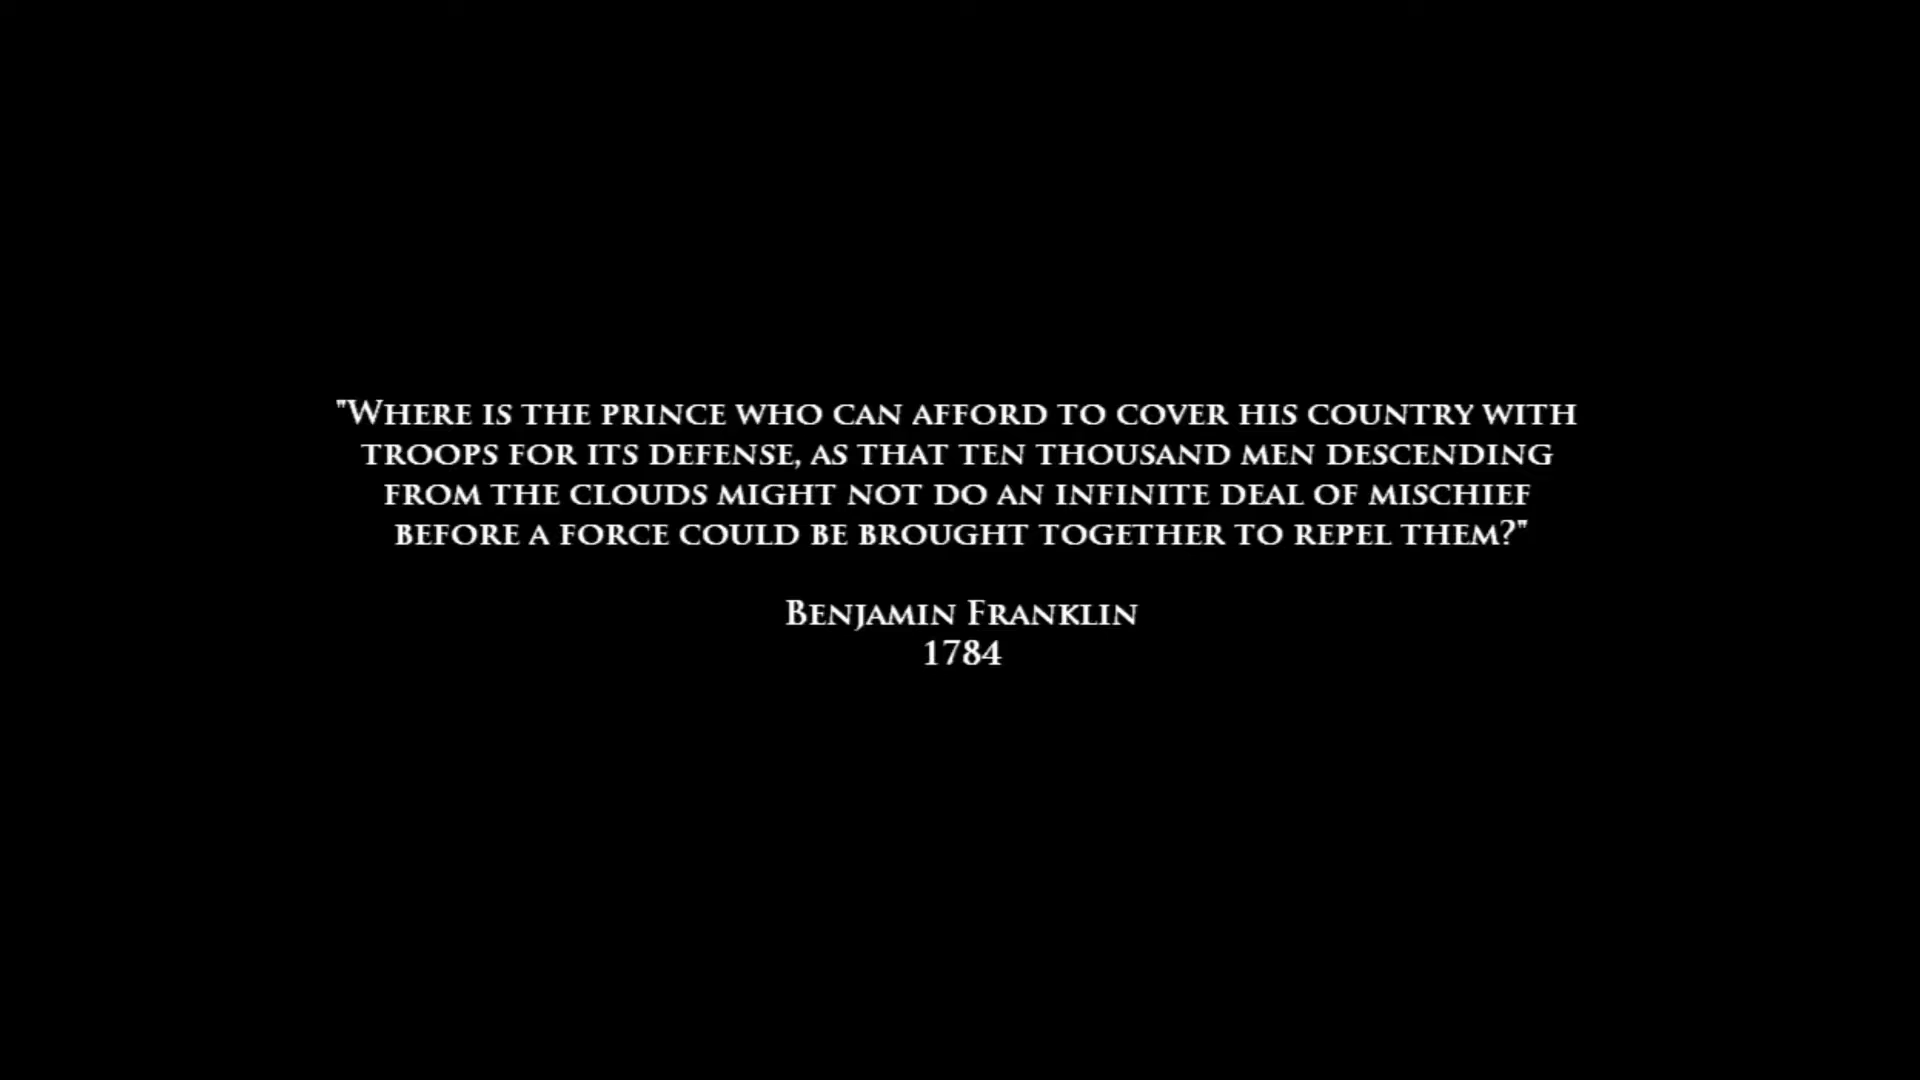 "Where is the prince who can afford to cover his country with
troops for its defense, as that ten thousand men descending
from the clouds might not do an infinite deal of mischief
before a force could be brought together to repel them?"
Benjamin Franklin
1784